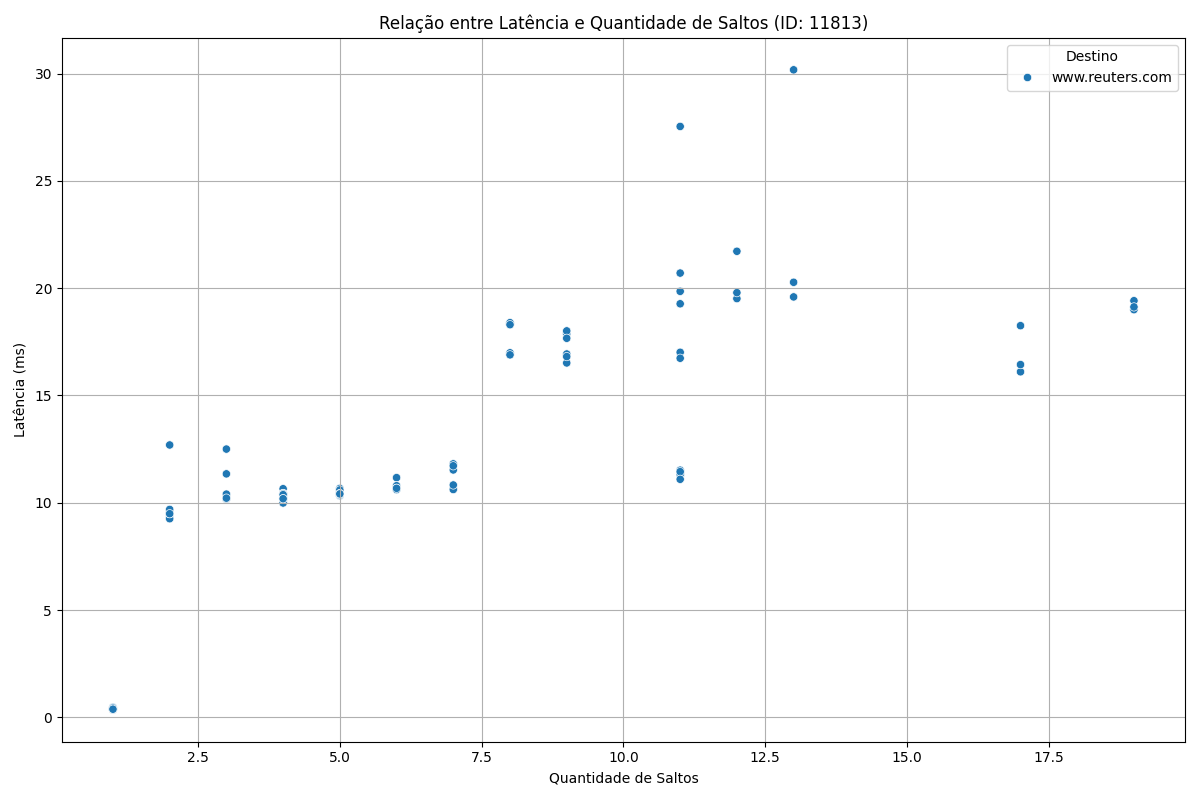 Relação entre Latência e Quantidade de Saltos (ID: 11813)
Destino
www.reuters.com
Latência (ms)
30
25
20
15
10
5
0
2.5 5.0 7.5 10.0 12.5 15.0 17.5
Quantidade de Saltos